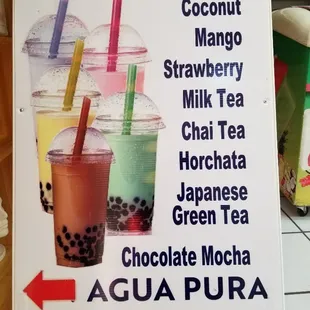 Coconut
Mango
Strawberry
Milk Tea
Chai Tea
Horchata
Japanese
Green Tea
Chocolate Mocha
AGUA PURA